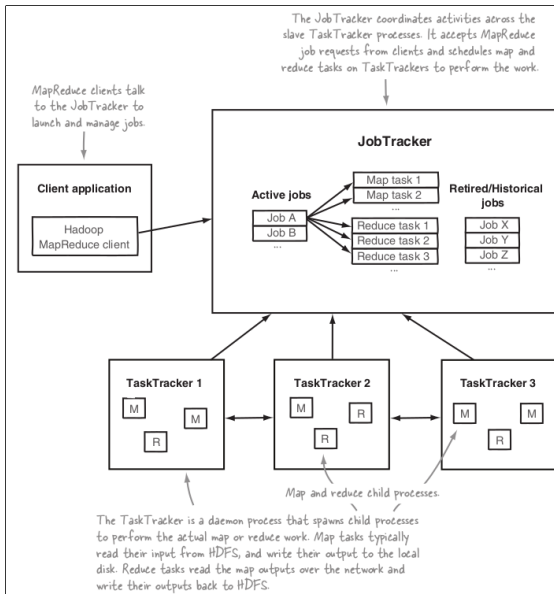 The JobTracker coordinates activities across the
slave TaskTracker processes. It accepts MapReduce
job requests from clients and schedules map and
reduce tasks on TaskTrackers to perform the work.
MapReduce clients talk
to the JobTracker to
launch and manage jobs.
JobTracker
Client application
Hadoop
MapReduce client
Active jobs
Job A
Job B
...
Map task 1
Map task 2
...
Reduce task 1
Reduce task 2
Reduce task 3
...
Retired/Historical
jobs
Job X
Job Y
Job Z
...
TaskTracker 1
M
M
R
TaskTracker 2
M
R
R
TaskTracker 3
M
M
R
Map and reduce child processes.
The TaskTracker is a daemon process that spawns child processes
to perform the actual map or reduce work. Map tasks typically
read their input from HDFS, and write their output to the local
disk. Reduce tasks read the map outputs over the network and
write their outputs back to HDFS.